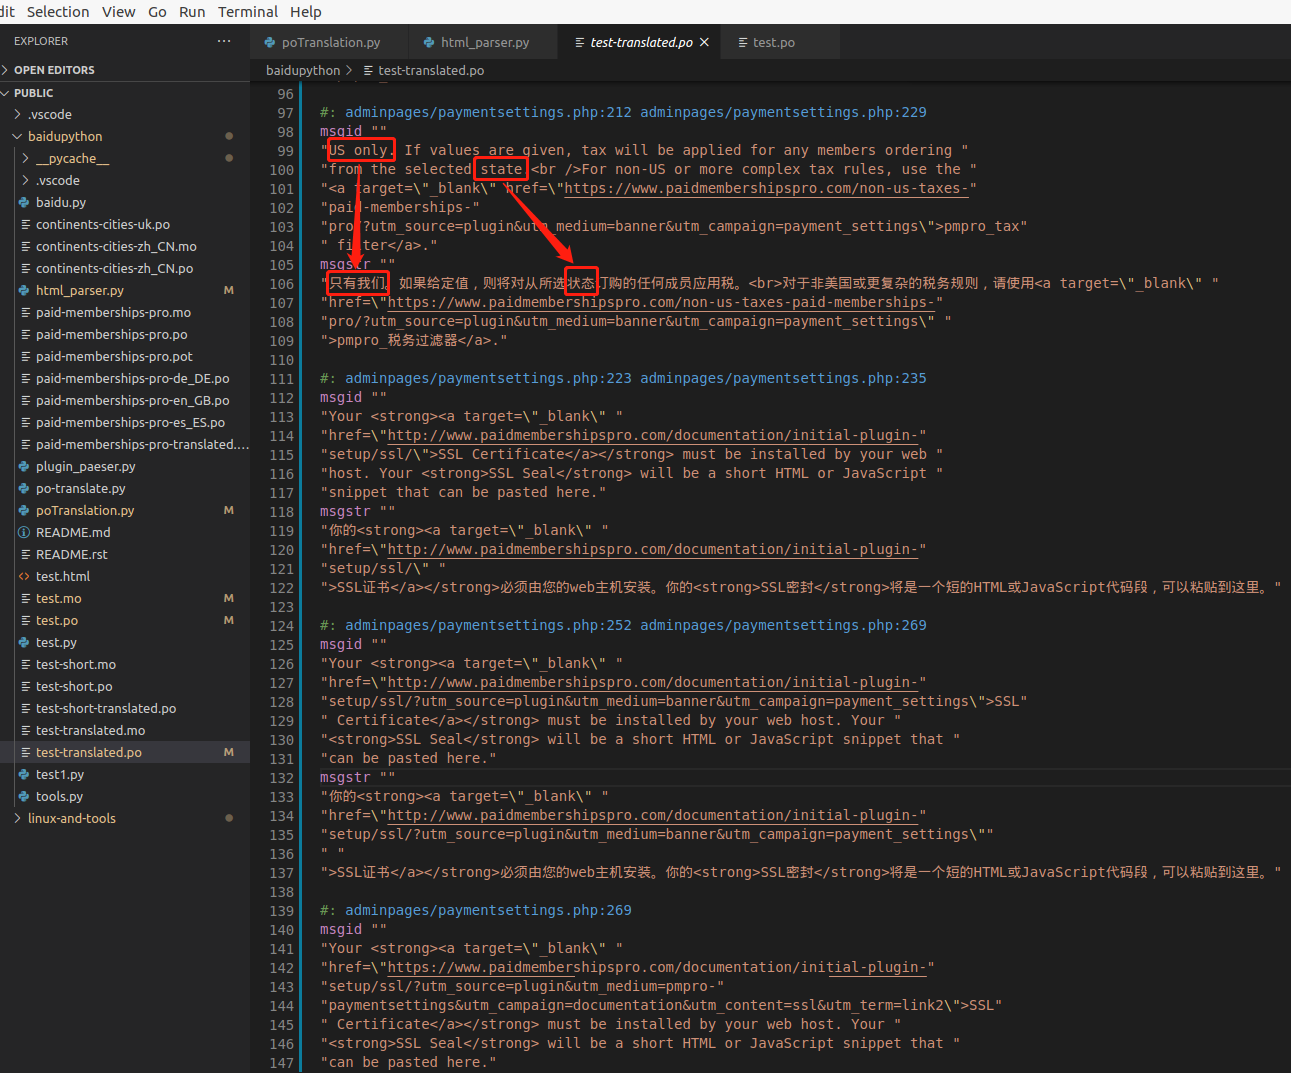 dit Selection View Go Run Terminal Help
EXPLORER ···
OPEN EDITORS
PUBLIC
.vscode
baidupython
__pycache__
.vscode
baidu.py
continents-cities-uk.po
continents-cities-zh_CN.mo
continents-cities-zh_CN.po
html_parser.py M
paid-memberships-pro.mo
paid-memberships-pro.po
paid-memberships-pro.pot
paid-memberships-pro-de_DE.po
paid-memberships-pro-en_GB.po
paid-memberships-pro-es_ES.po
paid-memberships-pro-translated....
plugin_paeser.py
po-translate.py
poTranslation.py M
README.md
README.rst
test.html
test.mo M
test.po M
test.py
test-short.mo
test-short.po
test-short-translated.po
test-translated.mo
test-translated.po M
test1.py
tools.py
linux-and-tools
poTranslation.py html_parser.py test-translated.po test.po
baidupython > test-translated.po
96
97 #: adminpages/paymentsettings.php:212 adminpages/paymentsettings.php:229
98 msgid ""
99 "US only. If values are given, tax will be applied for any members ordering "
100 "from the selected state.<br />For non-US or more complex tax rules, use the "
101 "<a target=\"_blank\" href=\"https://www.paidmembershipspro.com/non-us-taxes-"
102 "paid-memberships-"
103 "pro/?utm_source=plugin&utm_medium=banner&utm_campaign=payment_settings\">pmpro_tax"
104 " filter</a>."
105 msgstr ""
106 "只有我们。如果给定值，则将对从所选状态订购的任何成员应用税。<br>对于非美国或更复杂的税务规则，请使用<a target=\"_blank\" "
107 "href=\"https://www.paidmembershipspro.com/non-us-taxes-paid-memberships-"
108 "pro/?utm_source=plugin&utm_medium=banner&utm_campaign=payment_settings\" "
109 ">pmpro_税务过滤器</a>."
110
111 #: adminpages/paymentsettings.php:223 adminpages/paymentsettings.php:235
112 msgid ""
113 "Your <strong><a target=\"_blank\" "
114 "href=\"http://www.paidmembershipspro.com/documentation/initial-plugin-"
115 "setup/ssl/\">SSL Certificate</a></strong> must be installed by your web "
116 "host. Your <strong>SSL Seal</strong> will be a short HTML or JavaScript "
117 "snippet that can be pasted here."
118 msgstr ""
119 "你的<strong><a target=\"_blank\" "
120 "href=\"http://www.paidmembershipspro.com/documentation/initial-plugin-"
121 "setup/ssl/\" "
122 ">SSL证书</a></strong>必须由您的web主机安装。你的<strong>SSL密封</strong>将是一个短的HTML或JavaScript代码段，可以粘贴到这里。"
123
124 #: adminpages/paymentsettings.php:252 adminpages/paymentsettings.php:269
125 msgid ""
126 "Your <strong><a target=\"_blank\" "
127 "href=\"http://www.paidmembershipspro.com/documentation/initial-plugin-"
128 "setup/ssl/?utm_source=plugin&utm_medium=banner&utm_campaign=payment_settings\">SSL"
129 " Certificate</a></strong> must be installed by your web host. Your "
130 "<strong>SSL Seal</strong> will be a short HTML or JavaScript snippet that "
131 "can be pasted here."
132 msgstr ""
133 "你的<strong><a target=\"_blank\" "
134 "href=\"http://www.paidmembershipspro.com/documentation/initial-plugin-"
135 "setup/ssl/?utm_source=plugin&utm_medium=banner&utm_campaign=payment_settings\""
136 " "
137 ">SSL证书</a></strong>必须由您的web主机安装。你的<strong>SSL密封</strong>将是一个短的HTML或JavaScript代码段，可以粘贴到这里。"
138
139 #: adminpages/paymentsettings.php:269
140 msgid ""
141 "Your <strong><a target=\"_blank\" "
142 "href=\"https://www.paidmembershipspro.com/documentation/initial-plugin-"
143 "setup/ssl/?utm_source=plugin&utm_medium=pmpro-"
144 "paymentsettings&utm_campaign=documentation&utm_content=ssl&utm_term=link2\">SSL"
145 " Certificate</a></strong> must be installed by your web host. Your "
146 "<strong>SSL Seal</strong> will be a short HTML or JavaScript snippet that "
147 "can be pasted here."